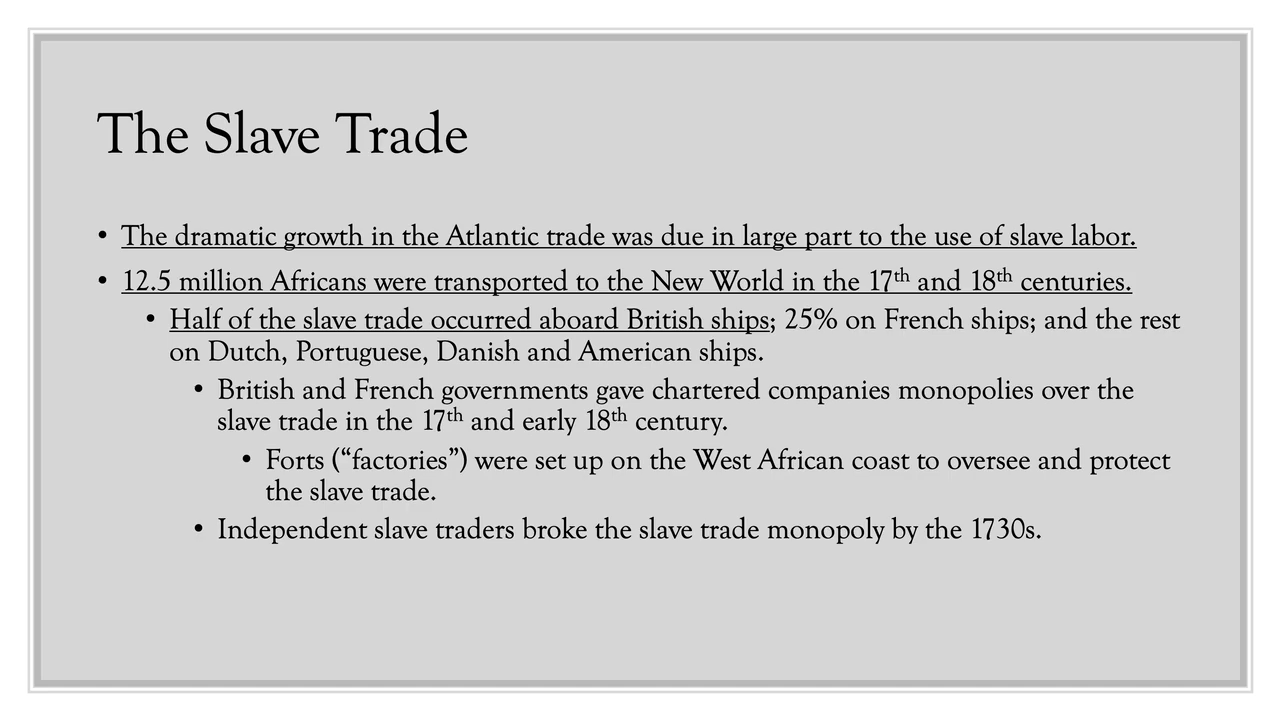 The Slave Trade
• The dramatic growth in the Atlantic trade was due in large part to the use of slave labor.
• 12.5 million Africans were transported to the New World in the 17th and 18th centuries.
• Half of the slave trade occurred aboard British ships; 25% on French ships; and the rest
on Dutch, Portuguese, Danish and American ships.
• British and French governments gave chartered companies monopolies over the
slave trade in the 17th and early 18th century.
• Forts (“factories”) were set up on the West African coast to oversee and protect
the slave trade.
• Independent slave traders broke the slave trade monopoly by the 1730s.